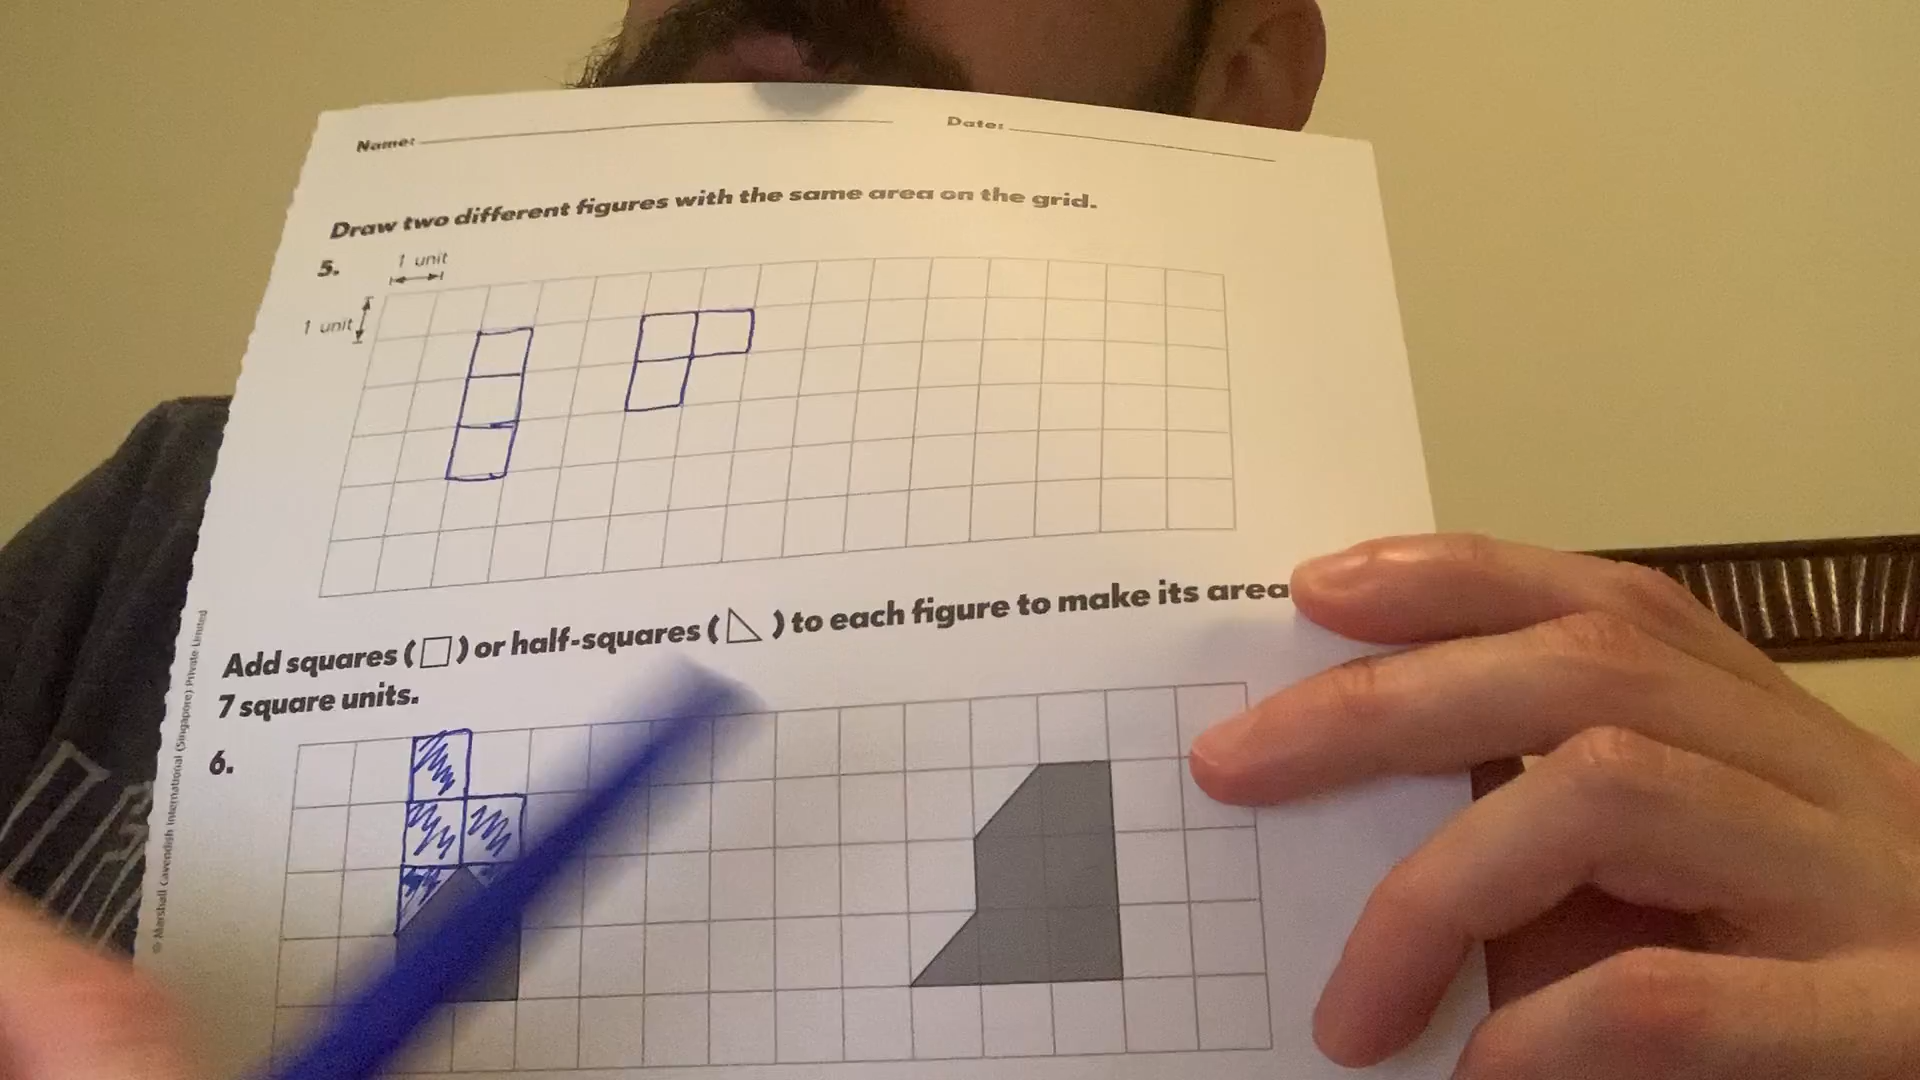 Name:
Date:
Draw two different figures with the same area on the grid.
5.
1 unit
1 unit
Add squares (□) or half-squares (◺) to each figure to make its area
7 square units.
6.
© Marshall Cavendish International (Singapore) Private Limited